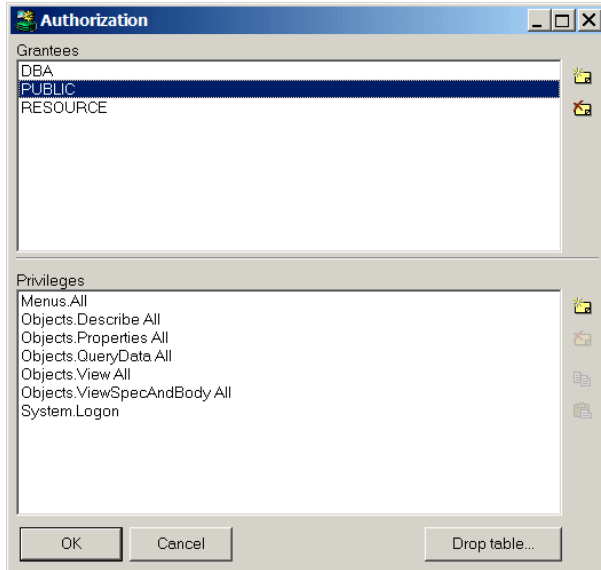 Authorization
Grantees
DBA
PUBLIC
RESOURCE
Privileges
Menus.All
Objects.Describe All
Objects.Properties All
Objects.QueryData All
Objects.View All
Objects.ViewSpecAndBody All
System.Logon
OK Cancel Drop table...